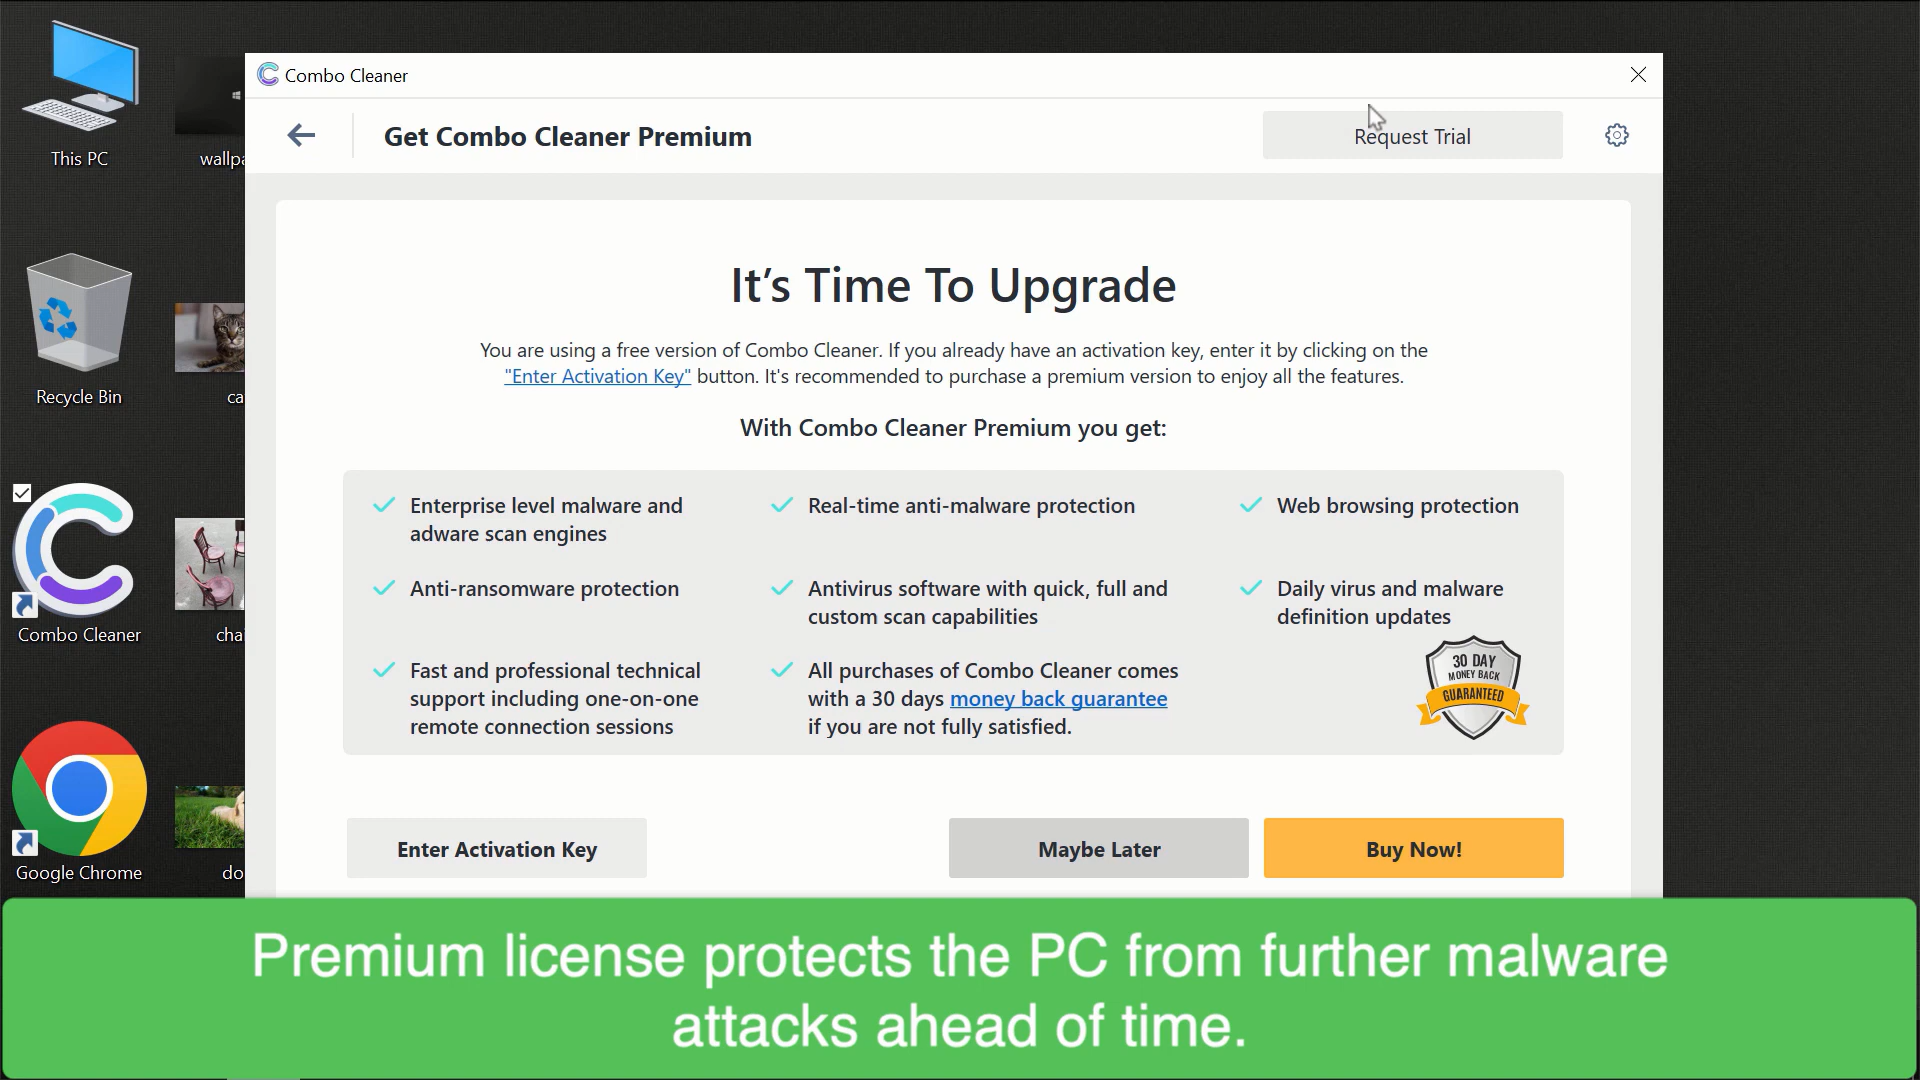 Combo Cleaner
Get Combo Cleaner Premium
Request Trial
This PC
wallpa
Recycle Bin
ca
Combo Cleaner
chai
Google Chrome
do
It's Time To Upgrade
You are using a free version of Combo Cleaner. If you already have an activation key, enter it by clicking on the
"Enter Activation Key" button. It's recommended to purchase a premium version to enjoy all the features.
With Combo Cleaner Premium you get:
Enterprise level malware and
adware scan engines
Real-time anti-malware protection
Web browsing protection
Anti-ransomware protection
Antivirus software with quick, full and
custom scan capabilities
Daily virus and malware
definition updates
Fast and professional technical
support including one-on-one
remote connection sessions
All purchases of Combo Cleaner comes
with a 30 days money back guarantee
if you are not fully satisfied.
30 DAY
MONEY BACK
GUARANTEED
Enter Activation Key
Maybe Later
Buy Now!
Premium license protects the PC from further malware
attacks ahead of time.